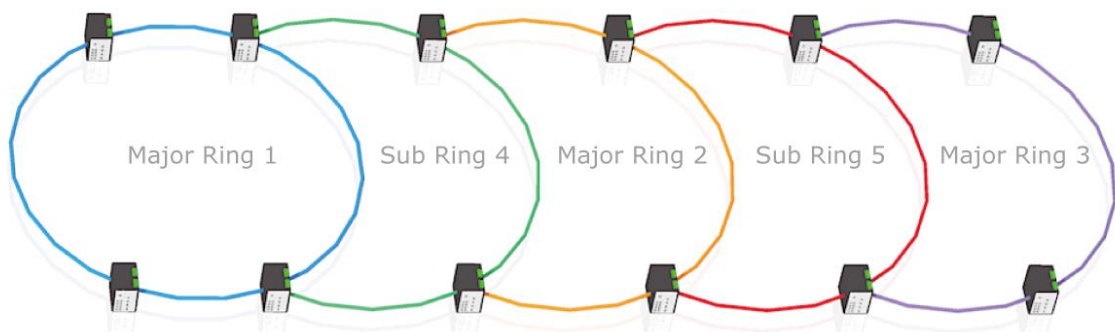 Major Ring 1
Sub Ring 4
Major Ring 2
Sub Ring 5
Major Ring 3